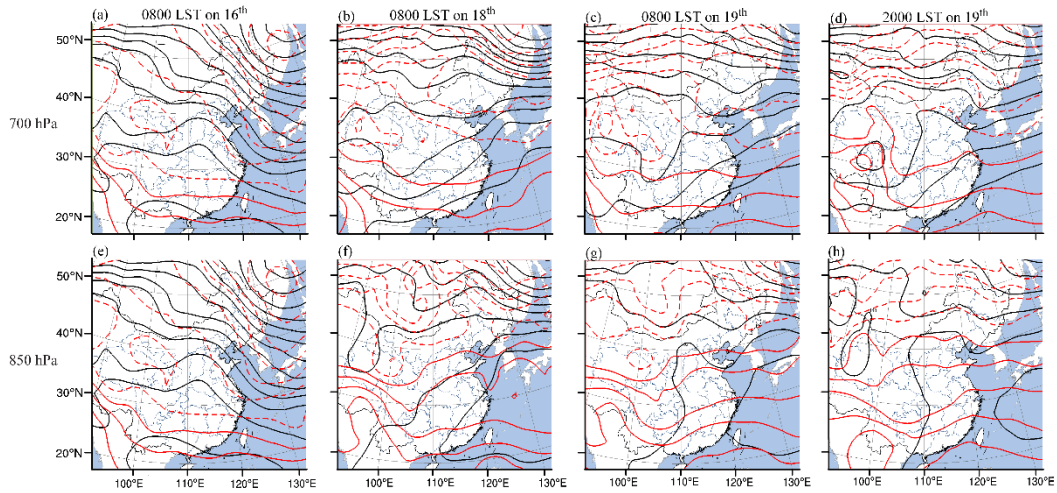 (a) 0800 LST on 16th (b) 0800 LST on 18th (c) 0800 LST on 19th (d) 2000 LST on 19th
50°N
40°N
700 hPa
30°N
20°N
(e) (f) (g) (h)
50°N
40°N
850 hPa
30°N
20°N
100°E 110°E 120°E 130°E 100°E 110°E 120°E 130°E 100°E 110°E 120°E 130°E 100°E 110°E 120°E 130°E